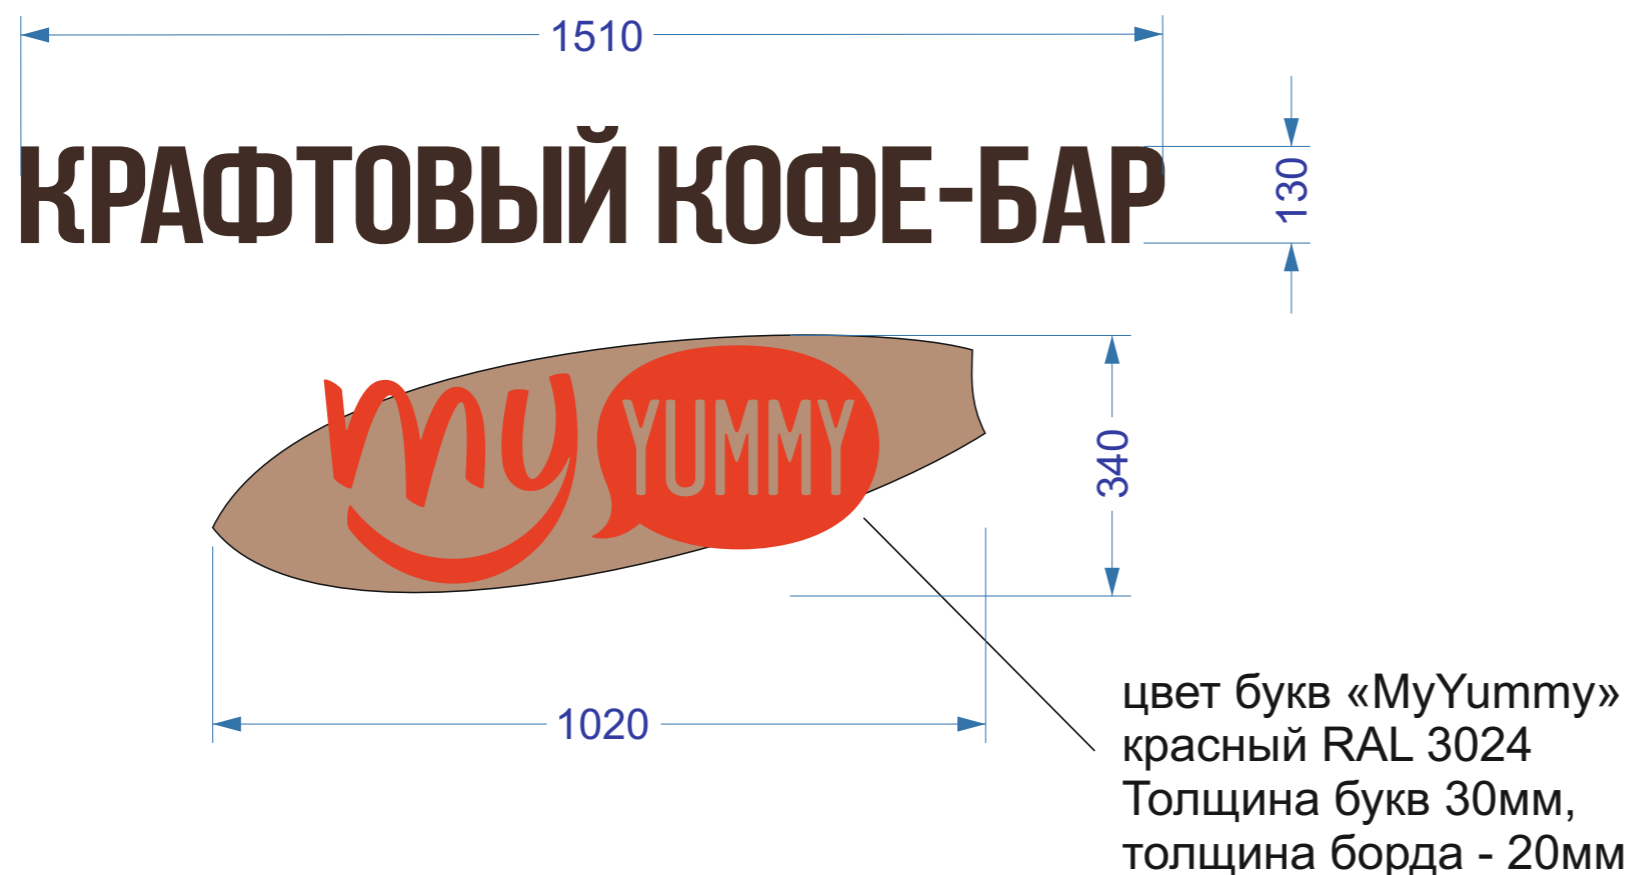 1510
КРАФТОВЫЙ КОФЕ-БАР
130
my YUMMY
340
1020
цвет букв «MyYummy»
красный RAL 3024
Толщина букв 30мм,
толщина борда - 20мм